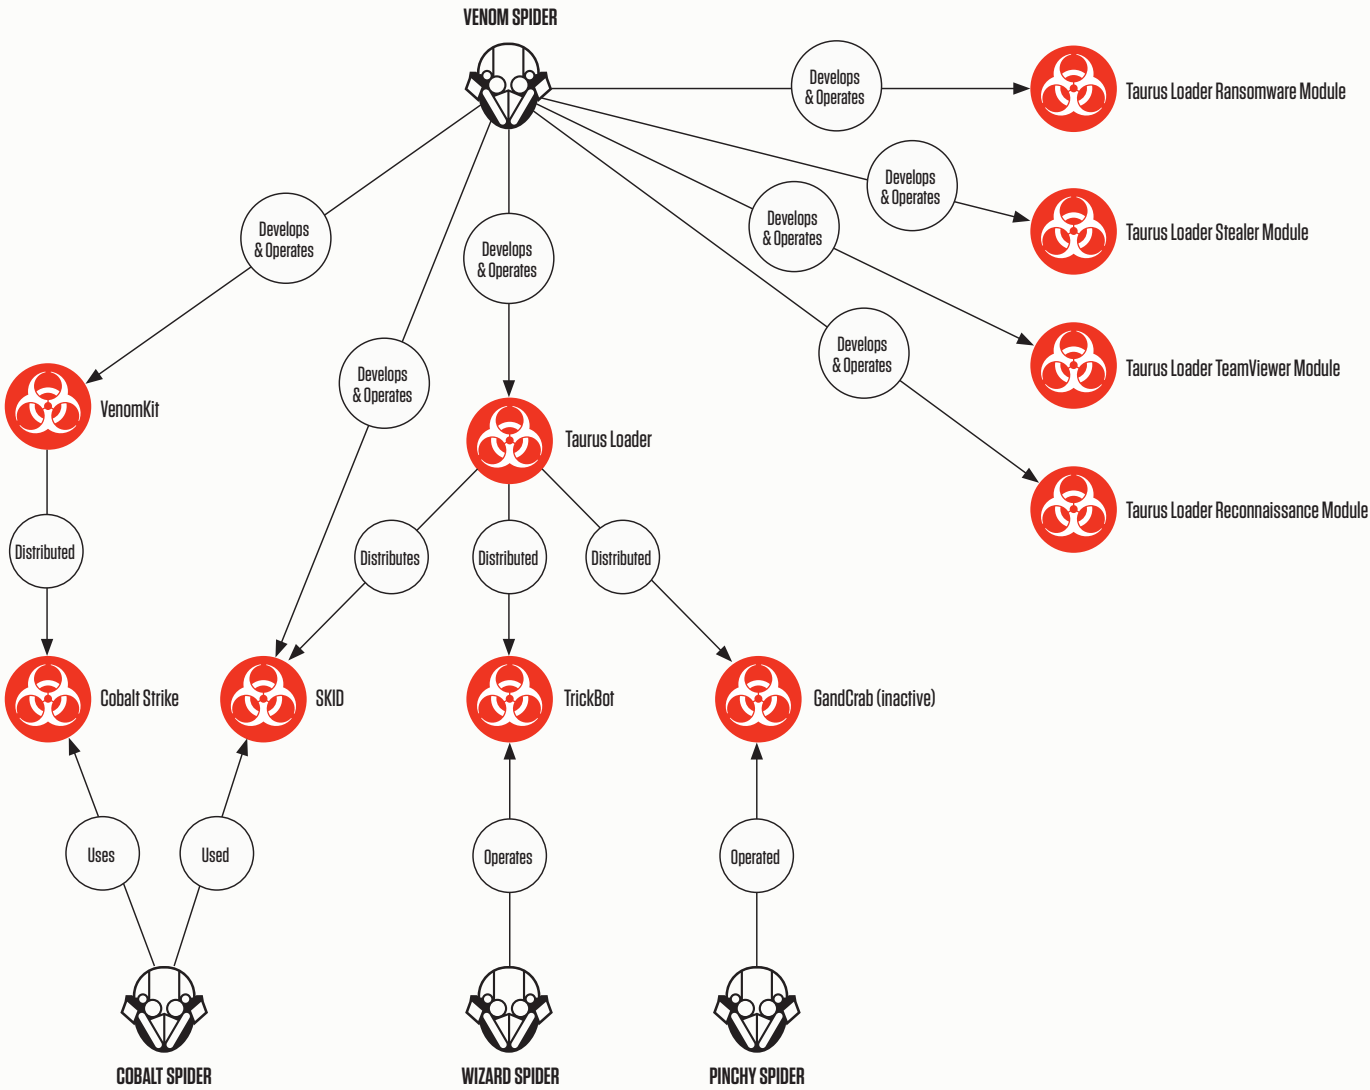 VENOM SPIDER
Develops
& Operates
Taurus Loader Ransomware Module
Develops
& Operates
Taurus Loader Stealer Module
Develops
& Operates
Develops
& Operates
Develops
& Operates
Taurus Loader TeamViewer Module
Develops
& Operates
Develops
& Operates
VenomKit
Taurus Loader
Taurus Loader Reconnaissance Module
Distributed
Distributes
Distributed
Distributed
Cobalt Strike
SKID
TrickBot
GandCrab (inactive)
Uses
Used
Operates
Operated
COBALT SPIDER
WIZARD SPIDER
PINCHY SPIDER